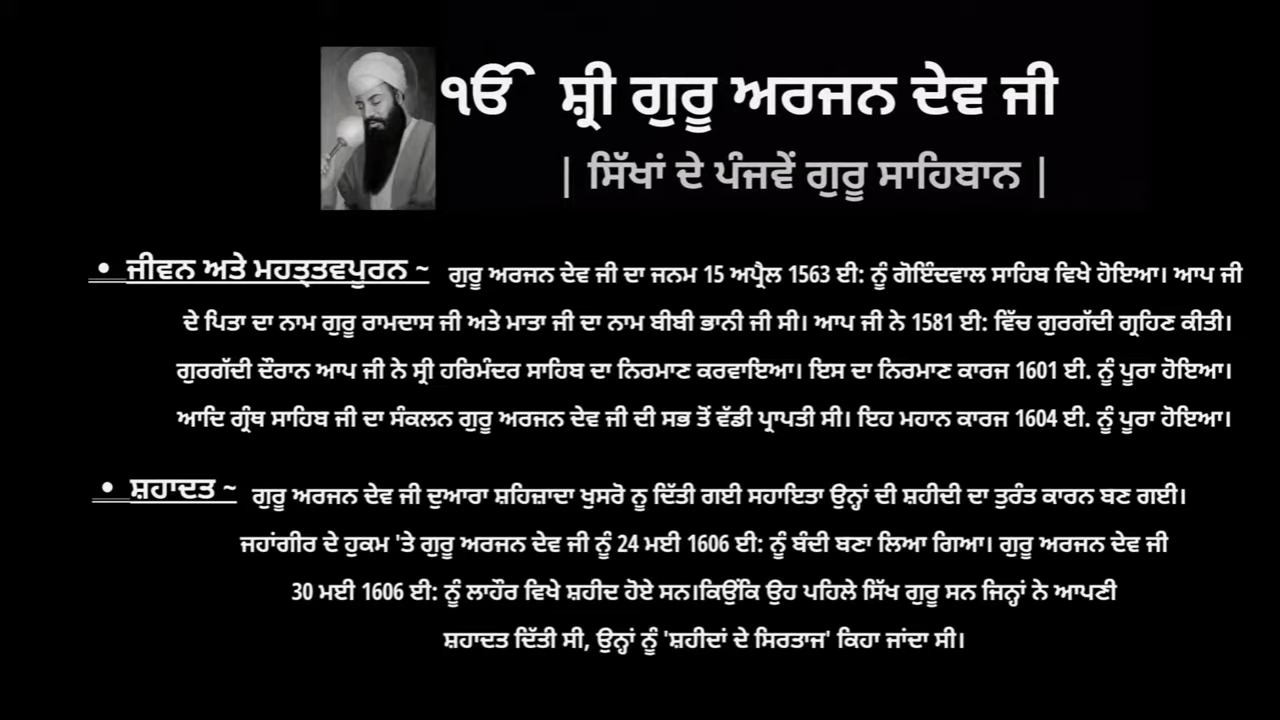 ੴ ਸ਼੍ਰੀ ਗੁਰੂ ਅਰਜਨ ਦੇਵ ਜੀ
| ਸਿੱਖਾਂ ਦੇ ਪੰਜਵੇਂ ਗੁਰੂ ਸਾਹਿਬਾਨ |
• ਜੀਵਨ ਅਤੇ ਮਹਤ੍ਤਵਪੂਰਨ ~ ਗੁਰੂ ਅਰਜਨ ਦੇਵ ਜੀ ਦਾ ਜਨਮ 15 ਅਪ੍ਰੈਲ 1563 ਈ: ਨੂੰ ਗੋਇੰਦਵਾਲ ਸਾਹਿਬ ਵਿਖੇ ਹੋਇਆ। ਆਪ ਜੀ
ਦੇ ਪਿਤਾ ਦਾ ਨਾਮ ਗੁਰੂ ਰਾਮਦਾਸ ਜੀ ਅਤੇ ਮਾਤਾ ਜੀ ਦਾ ਨਾਮ ਬੀਬੀ ਭਾਨੀ ਜੀ ਸੀ। ਆਪ ਜੀ ਨੇ 1581 ਈ: ਵਿੱਚ ਗੁਰਗੱਦੀ ਗ੍ਰਹਿਣ ਕੀਤੀ।
ਗੁਰਗੱਦੀ ਦੌਰਾਨ ਆਪ ਜੀ ਨੇ ਸ੍ਰੀ ਹਰਿਮੰਦਰ ਸਾਹਿਬ ਦਾ ਨਿਰਮਾਣ ਕਰਵਾਇਆ। ਇਸ ਦਾ ਨਿਰਮਾਣ ਕਾਰਜ 1601 ਈ. ਨੂੰ ਪੂਰਾ ਹੋਇਆ।
ਆਦਿ ਗ੍ਰੰਥ ਸਾਹਿਬ ਜੀ ਦਾ ਸੰਕਲਨ ਗੁਰੂ ਅਰਜਨ ਦੇਵ ਜੀ ਦੀ ਸਭ ਤੋਂ ਵੱਡੀ ਪ੍ਰਾਪਤੀ ਸੀ। ਇਹ ਮਹਾਨ ਕਾਰਜ 1604 ਈ. ਨੂੰ ਪੂਰਾ ਹੋਇਆ।
• ਸ਼ਹਾਦਤ ~ ਗੁਰੂ ਅਰਜਨ ਦੇਵ ਜੀ ਦੁਆਰਾ ਸ਼ਹਿਜ਼ਾਦਾ ਖੁਸਰੋ ਨੂ ਦਿੱਤੀ ਗਈ ਸਹਾਇਤਾ ਉਨ੍ਹਾਂ ਦੀ ਸ਼ਹੀਦੀ ਦਾ ਤੁਰੰਤ ਕਾਰਨ ਬਣ ਗਈ।
ਜਹਾਂਗੀਰ ਦੇ ਹੁਕਮ 'ਤੇ ਗੁਰੂ ਅਰਜਨ ਦੇਵ ਜੀ ਨੂੰ 24 ਮਈ 1606 ਈ: ਨੂੰ ਬੰਦੀ ਬਣਾ ਲਿਆ ਗਿਆ। ਗੁਰੂ ਅਰਜਨ ਦੇਵ ਜੀ
30 ਮਈ 1606 ਈ: ਨੂੰ ਲਾਹੌਰ ਵਿਖੇ ਸ਼ਹੀਦ ਹੋਏ ਸਨ।ਕਿਉਂਕਿ ਉਹ ਪਹਿਲੇ ਸਿੱਖ ਗੁਰੂ ਸਨ ਜਿਨ੍ਹਾਂ ਨੇ ਆਪਣੀ
ਸ਼ਹਾਦਤ ਦਿੱਤੀ ਸੀ, ਉਨ੍ਹਾਂ ਨੂੰ 'ਸ਼ਹੀਦਾਂ ਦੇ ਸਿਰਤਾਜ' ਕਿਹਾ ਜਾਂਦਾ ਸੀ।